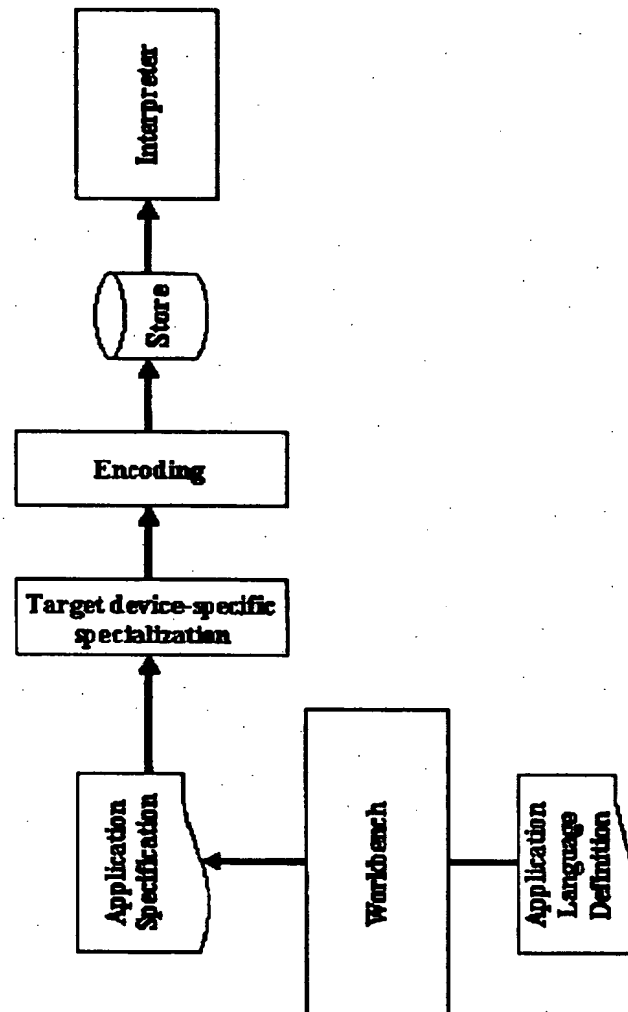 Interpreter
Store
Encoding
Target device-specific
specialization
Application
Specification
Workbench
Application
Language
Definition